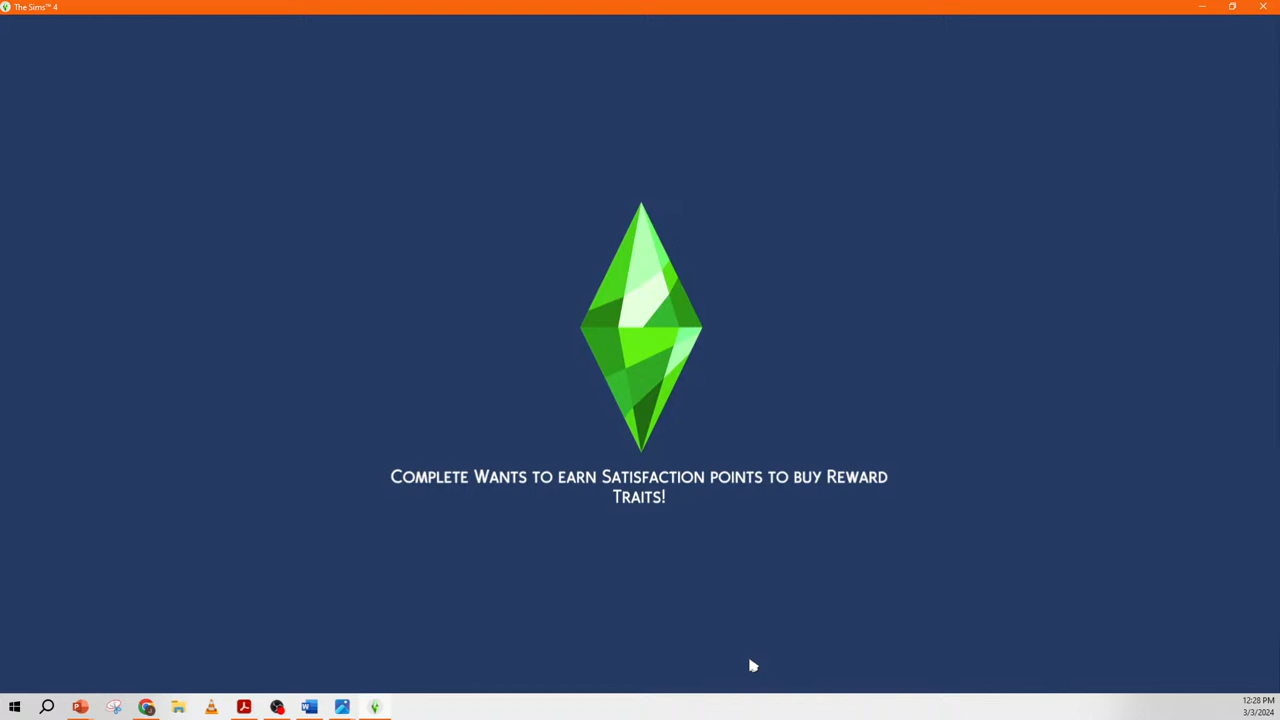 The Sims™ 4
Complete Wants to earn Satisfaction points to buy Reward
Traits!
12:28 PM
3/3/2024